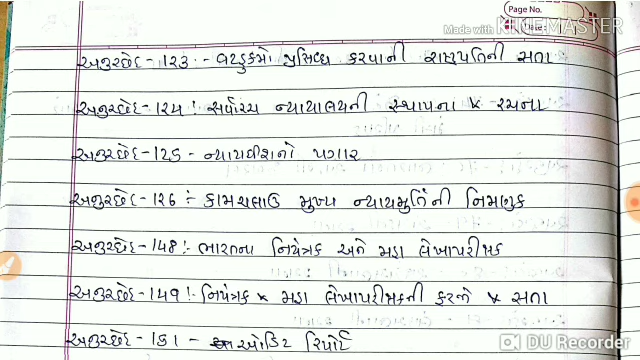 Page No.
Made with KINEMASTER
અનુચ્છેદ-123:- વટહુકમો પ્રસિધ્ધ કરવાની રાષ્ટ્રપતિની સતા
અનુચ્છેદ-124: સર્વોચ્ચ ન્યાયાલયની સ્થાપના * રચના
અનુચ્છેદ-125 - ન્યાયધીશનો પગાર
અનુચ્છેદ-126:- કામચલાઉ મુખ્ય ન્યાયમુર્તિની નિમણુક
અનુચ્છેદ-148:- ભારતના નિયંત્રક અને મહા લેખાપરીક્ષક
અનુચ્છેદ-149:- નિયંત્રક * મહા લેખાપરીક્ષકની ફરજો * સતા
અનુચ્છેદ-151 - ઓડિટ રિપોર્ટ
DU Recorder